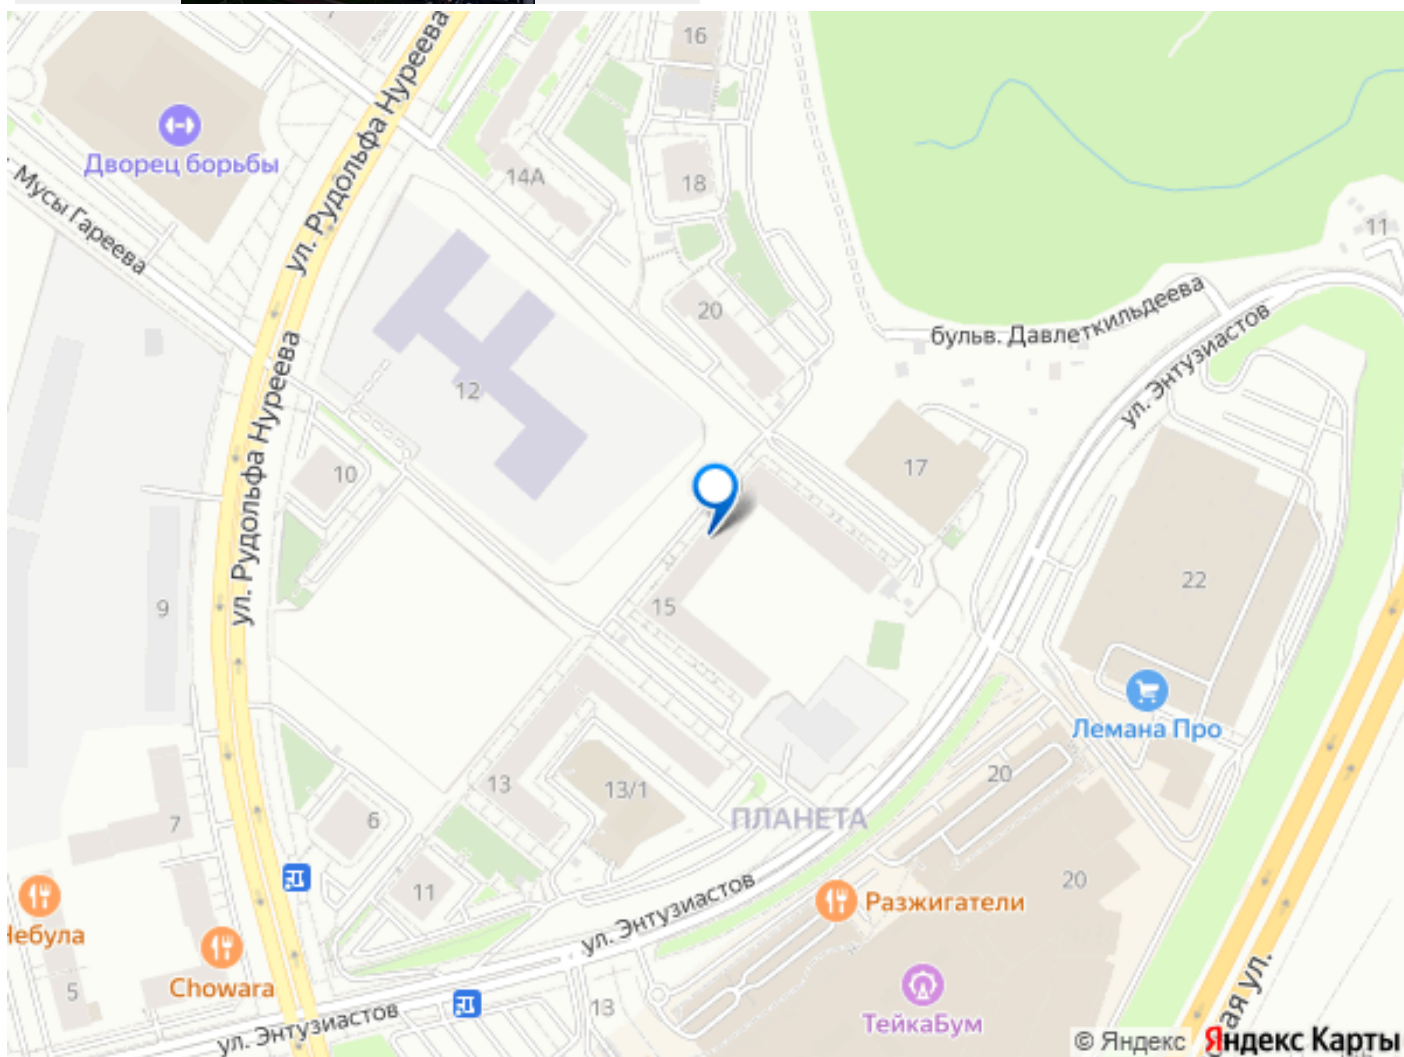 16
ул. Рудольфа Нуреева
Дворец борьбы
14А
18
Мусы Гареева
11
20
бульв. Давлеткильдеева
ул. Энтузиастов
ул. Рудольфа Нуреева
12
10
17
22
9
15
Лемана Про
13
13/1
20
ПЛАНЕТА
6
7
11
20
Небула
Разжигатели
ул. Энтузиастов
Chowara
5
13
ТейкаБум
ул. Энтузиастов
ая ул.
© Яндекс Яндекс Карты